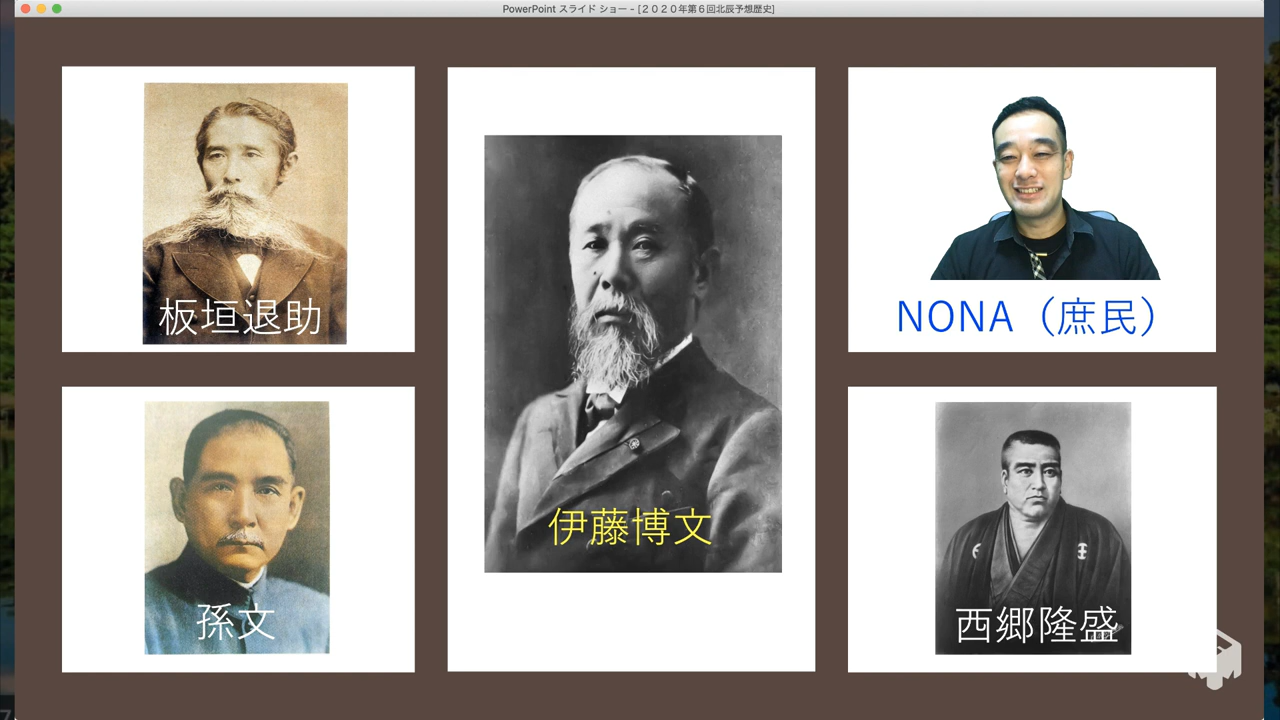 PowerPoint スライド ショー - [２０２０年第６回北辰予想歴史]
板垣退助
伊藤博文
NONA（庶民）
孫文
西郷隆盛